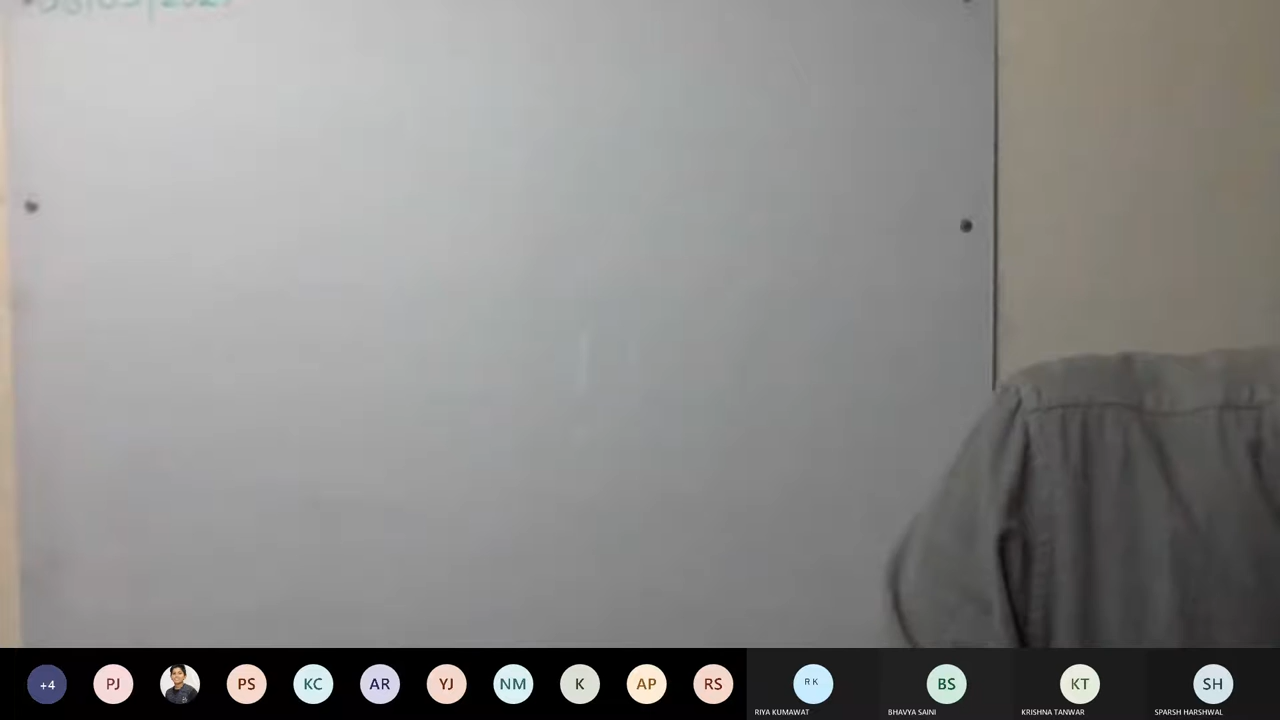 +4 PJ PS KC AR YJ NM K AP RS RK BS KT SH
RIYA KUMAWAT BHAVYA SAINI KRISHNA TANWAR SPARSH HARSHWAL